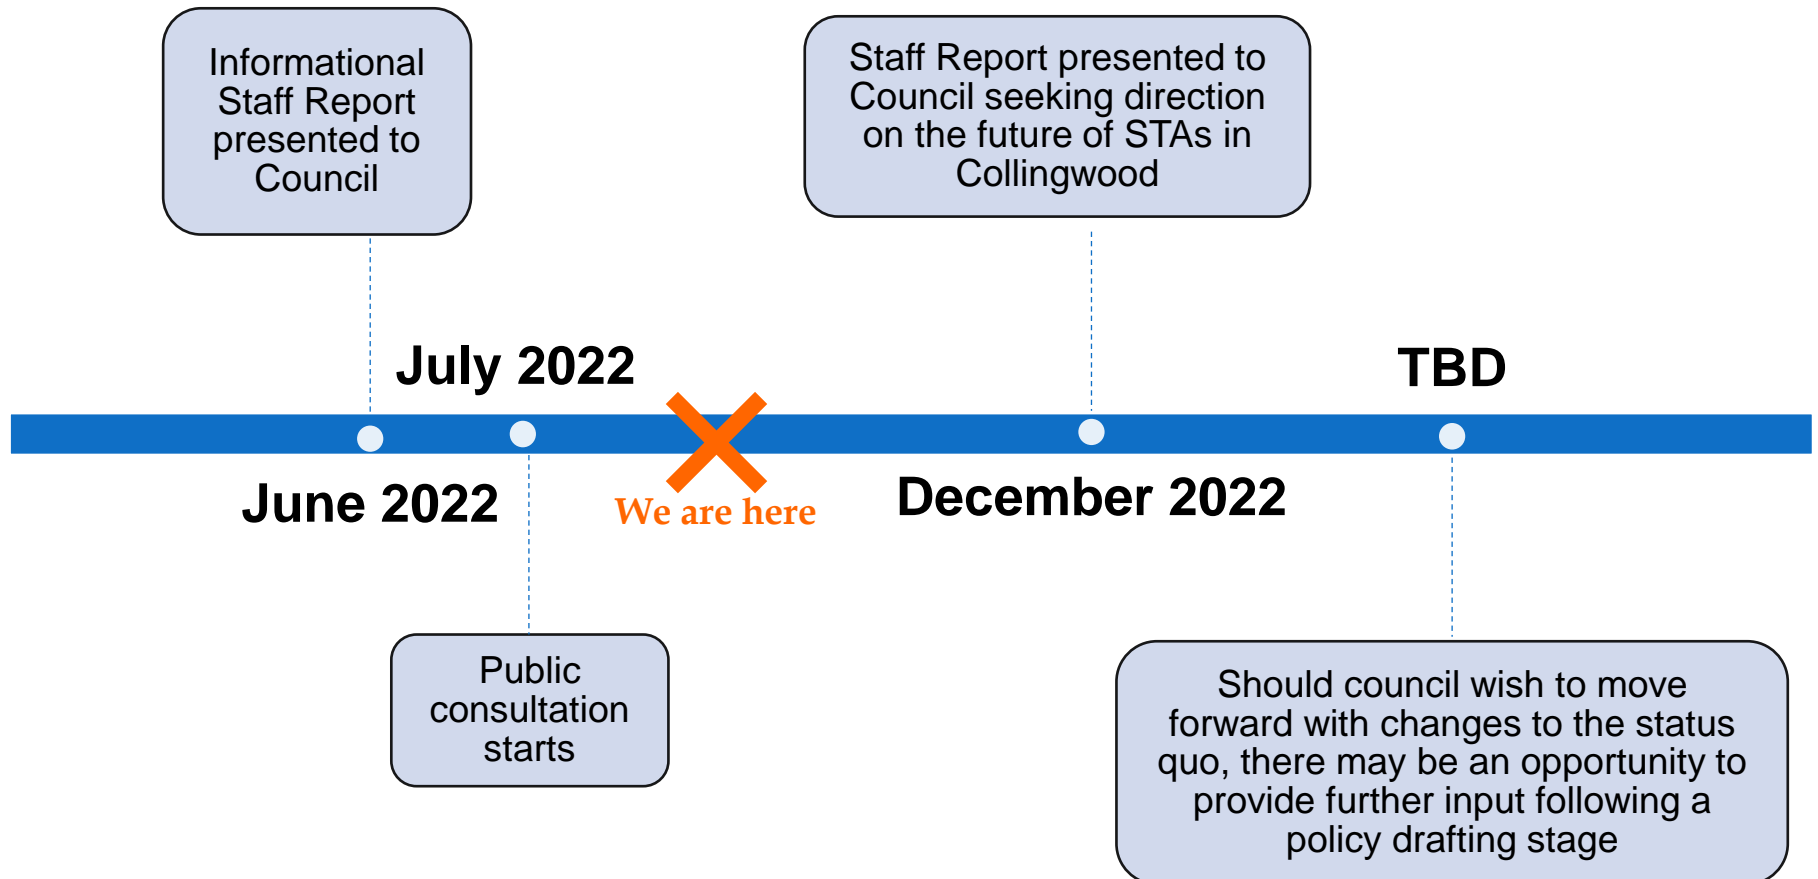 Informational
Staff Report
presented to
Council
Staff Report presented to
Council seeking direction
on the future of STAs in
Collingwood
July 2022
TBD
June 2022
We are here
December 2022
Public
consultation
starts
Should council wish to move
forward with changes to the status
quo, there may be an opportunity to
provide further input following a
policy drafting stage